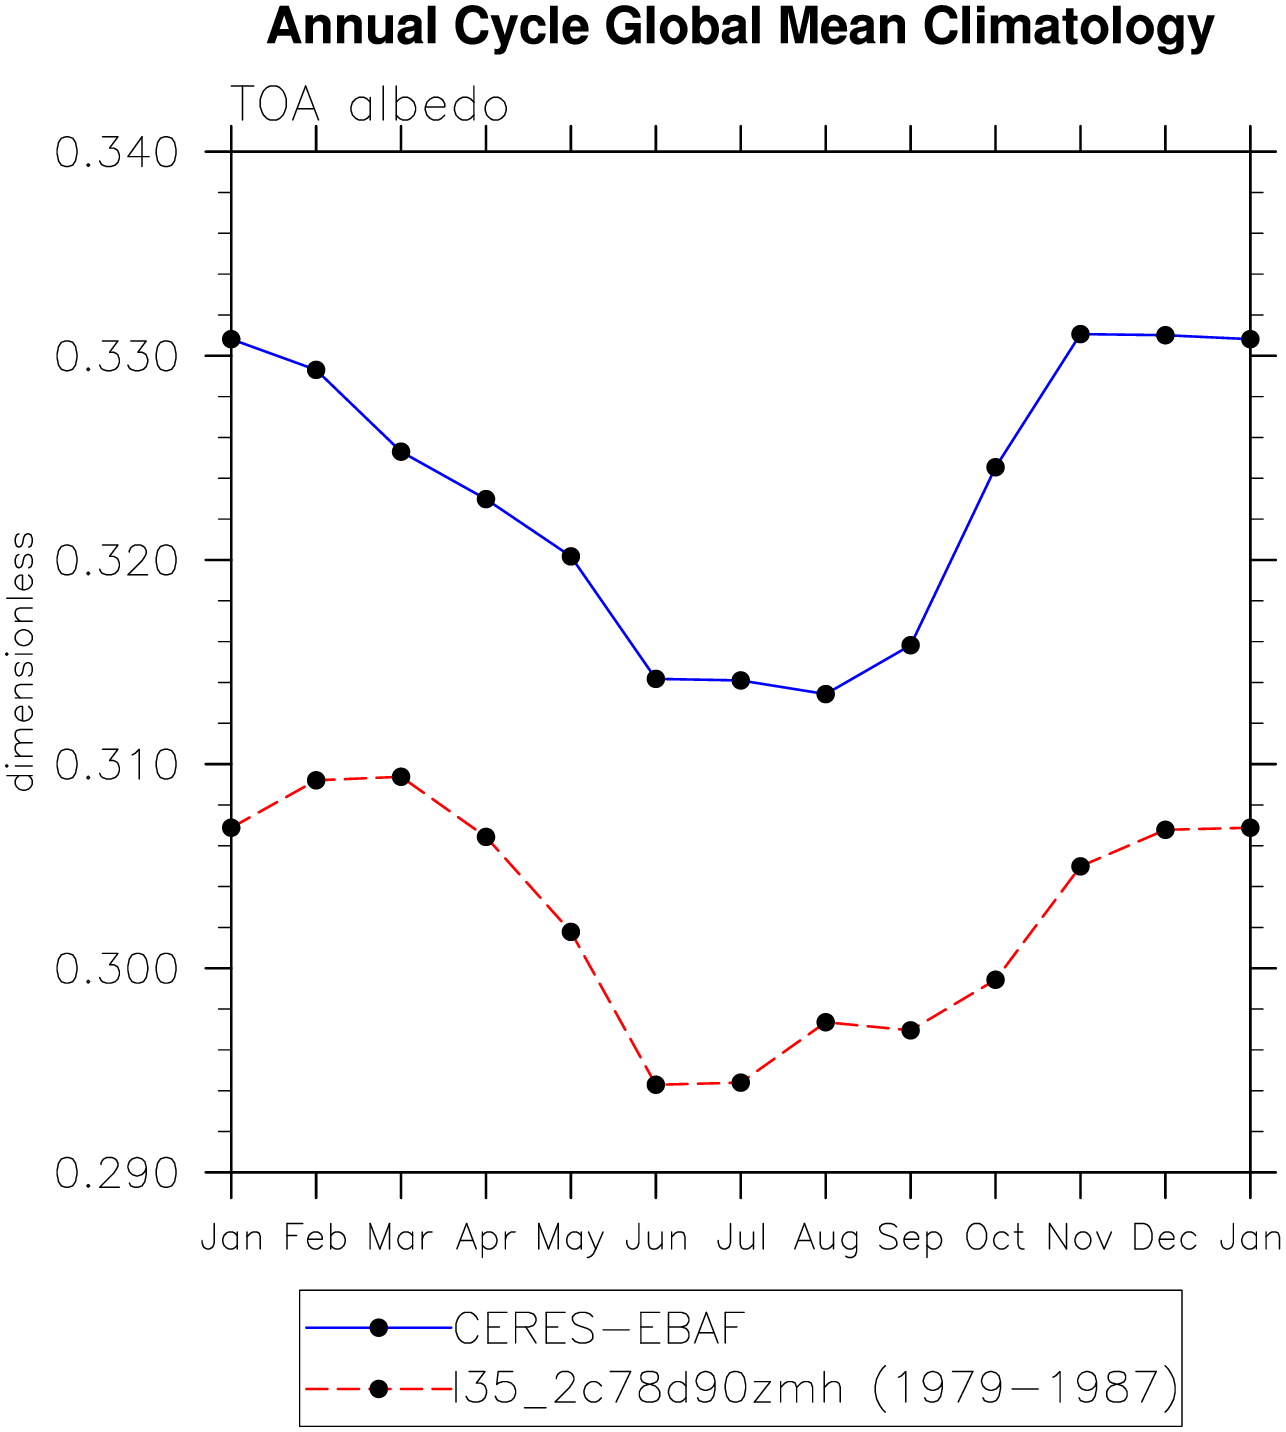 Annual Cycle Global Mean Climatology
TOA albedo
0.340
0.330
0.320
0.310
0.300
0.290
dimensionless
Jan Feb Mar Apr May Jun Jul Aug Sep Oct Nov Dec Jan
CERES-EBAF
I35_2c78d90zmh (1979-1987)